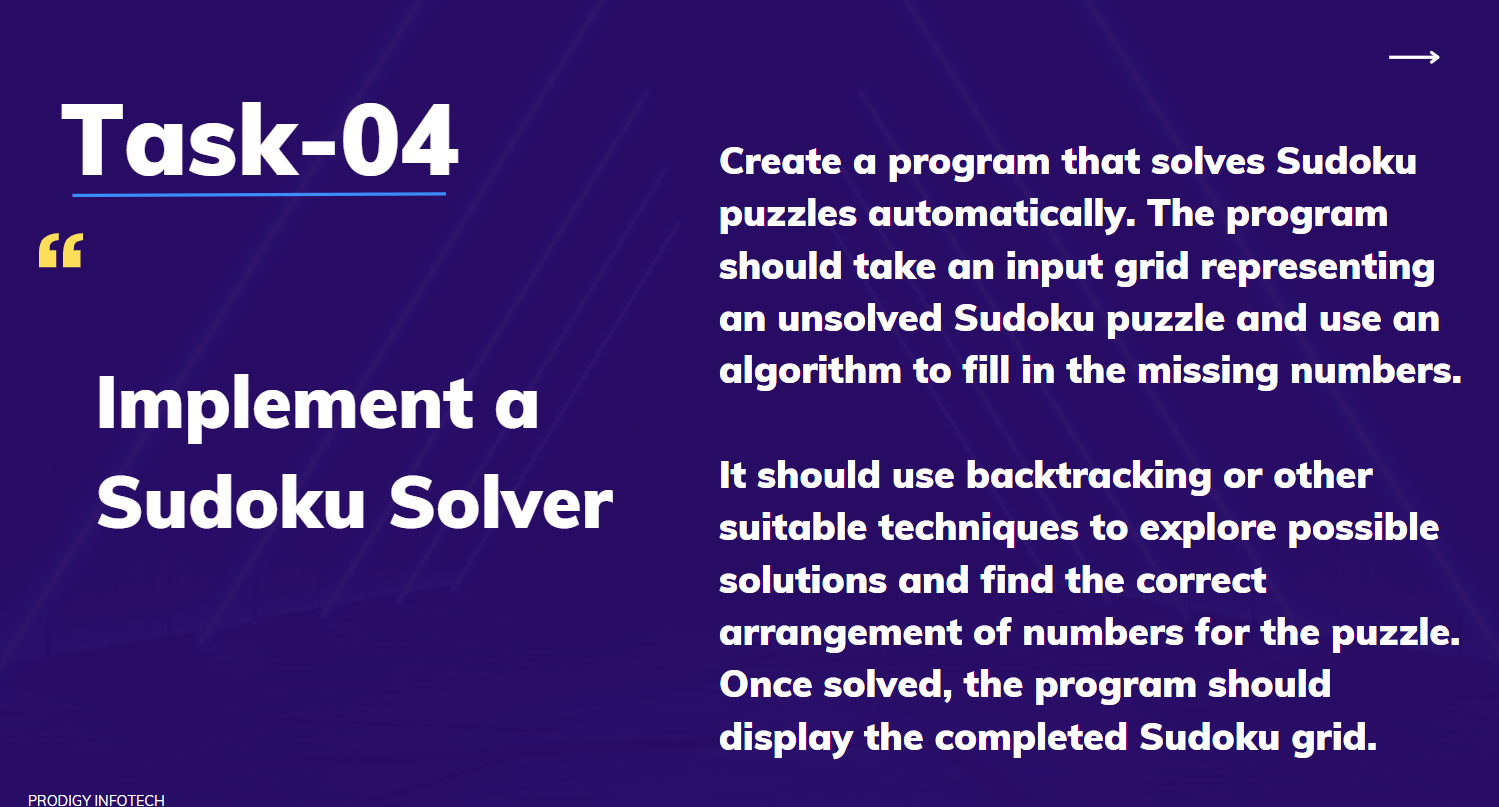 Task-04
“
Implement a
Sudoku Solver
Create a program that solves Sudoku
puzzles automatically. The program
should take an input grid representing
an unsolved Sudoku puzzle and use an
algorithm to fill in the missing numbers.
It should use backtracking or other
suitable techniques to explore possible
solutions and find the correct
arrangement of numbers for the puzzle.
Once solved, the program should
display the completed Sudoku grid.
PRODIGY INFOTECH